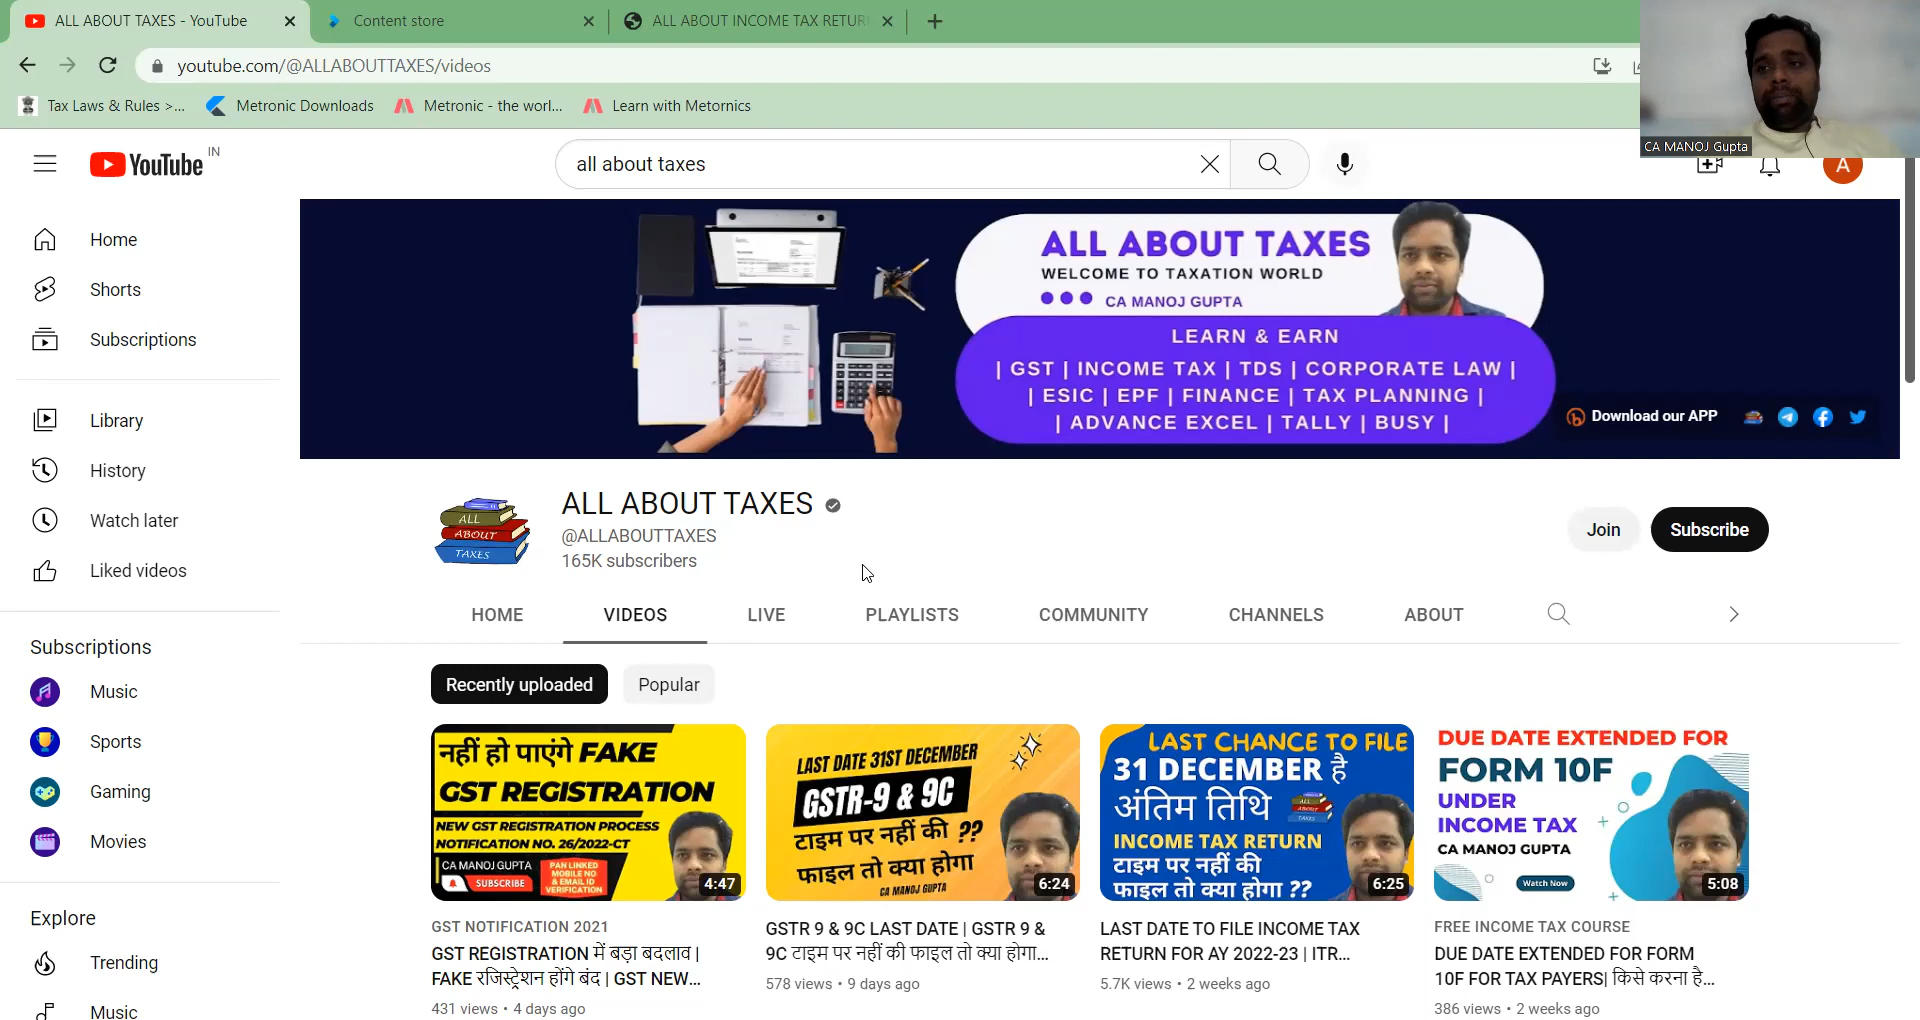 ALL ABOUT TAXES - YouTube
Content store
ALL ABOUT INCOME TAX RETUR
youtube.com/@ALLABOUTTAXES/videos
Tax Laws & Rules >...
Metronic Downloads
Metronic - the worl...
Learn with Metornics
CA MANOJ Gupta
YouTube IN
all about taxes
A
Home
Shorts
Subscriptions
Library
History
Watch later
Liked videos
Subscriptions
Music
Sports
Gaming
Movies
Explore
Trending
Music
ALL ABOUT TAXES
WELCOME TO TAXATION WORLD
CA MANOJ GUPTA
LEARN & EARN
| GST | INCOME TAX | TDS | CORPORATE LAW |
| ESIC | EPF | FINANCE | TAX PLANNING |
| ADVANCE EXCEL | TALLY | BUSY |
Download our APP
ALL
ABOUT
TAXES
ALL ABOUT TAXES
@ALLABOUTTAXES
165K subscribers
Join
Subscribe
HOME
VIDEOS
LIVE
PLAYLISTS
COMMUNITY
CHANNELS
ABOUT
Recently uploaded
Popular
नहीं हो पाएंगे FAKE
GST REGISTRATION
NEW GST REGISTRATION PROCESS
NOTIFICATION NO. 26/2022-CT
CA MANOJ GUPTA
SUBSCRIBE
PAN LINKED
MOBILE NO
& EMAIL ID
VERIFICATION
4:47
GST NOTIFICATION 2021
GST REGISTRATION में बड़ा बदलाव |
FAKE रजिस्ट्रेशन होंगे बंद | GST NEW...
431 views • 4 days ago
LAST DATE 31ST DECEMBER
GSTR-9 & 9C
टाइम पर नहीं की ??
फाइल तो क्या होगा
CA MANOJ GUPTA
6:24
GSTR 9 & 9C LAST DATE | GSTR 9 &
9C टाइम पर नहीं की फाइल तो क्या होगा...
578 views • 9 days ago
LAST CHANCE TO FILE
31 DECEMBER है
अंतिम तिथि
ALL
ABOUT
TAXES
INCOME TAX RETURN
टाइम पर नहीं की
फाइल तो क्या होगा ??
6:25
LAST DATE TO FILE INCOME TAX
RETURN FOR AY 2022-23 | ITR...
5.7K views • 2 weeks ago
DUE DATE EXTENDED FOR
FORM 10F
UNDER
INCOME TAX
CA MANOJ GUPTA
Watch Now
5:08
FREE INCOME TAX COURSE
DUE DATE EXTENDED FOR FORM
10F FOR TAX PAYERS| किसे करना है...
386 views • 2 weeks ago